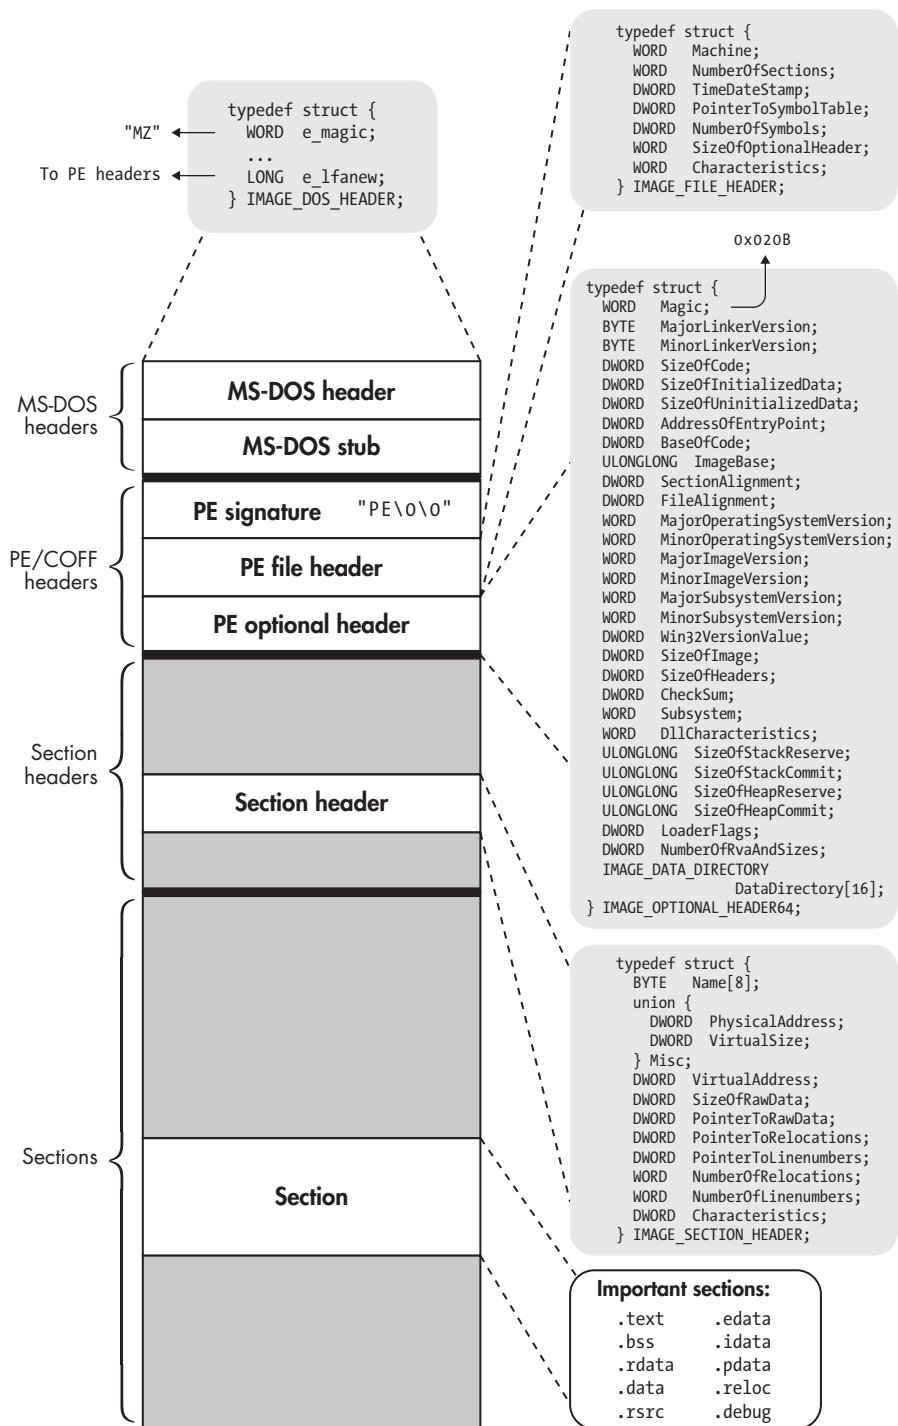 typedef struct {
WORD e_magic;
...
LONG e_lfanew;
} IMAGE_DOS_HEADER;
"MZ"
To PE headers
typedef struct {
WORD Machine;
WORD NumberOfSections;
DWORD TimeDateStamp;
DWORD PointerToSymbolTable;
DWORD NumberOfSymbols;
WORD SizeOfOptionalHeader;
WORD Characteristics;
} IMAGE_FILE_HEADER;
0x020B
typedef struct {
WORD Magic;
BYTE MajorLinkerVersion;
BYTE MinorLinkerVersion;
DWORD SizeOfCode;
DWORD SizeOfInitializedData;
DWORD SizeOfUninitializedData;
DWORD AddressOfEntryPoint;
DWORD BaseOfCode;
ULONGLONG ImageBase;
DWORD SectionAlignment;
DWORD FileAlignment;
WORD MajorOperatingSystemVersion;
WORD MinorOperatingSystemVersion;
WORD MajorImageVersion;
WORD MinorImageVersion;
WORD MajorSubsystemVersion;
WORD MinorSubsystemVersion;
DWORD Win32VersionValue;
DWORD SizeOfImage;
DWORD SizeOfHeaders;
DWORD CheckSum;
WORD Subsystem;
WORD DllCharacteristics;
ULONGLONG SizeOfStackReserve;
ULONGLONG SizeOfStackCommit;
ULONGLONG SizeOfHeapReserve;
ULONGLONG SizeOfHeapCommit;
DWORD LoaderFlags;
DWORD NumberOfRvaAndSizes;
IMAGE_DATA_DIRECTORY
DataDirectory[16];
} IMAGE_OPTIONAL_HEADER64;
MS-DOS
headers
MS-DOS header
MS-DOS stub
PE/COFF
headers
PE signature "PE\0\0"
PE file header
PE optional header
Section
headers
Section header
Sections
Section
typedef struct {
BYTE Name[8];
union {
DWORD PhysicalAddress;
DWORD VirtualSize;
} Misc;
DWORD VirtualAddress;
DWORD SizeOfRawData;
DWORD PointerToRawData;
DWORD PointerToRelocations;
DWORD PointerToLinenumbers;
WORD NumberOfRelocations;
WORD NumberOfLinenumbers;
DWORD Characteristics;
} IMAGE_SECTION_HEADER;
Important sections:
.text .edata
.bss .idata
.rdata .pdata
.data .reloc
.rsrc .debug